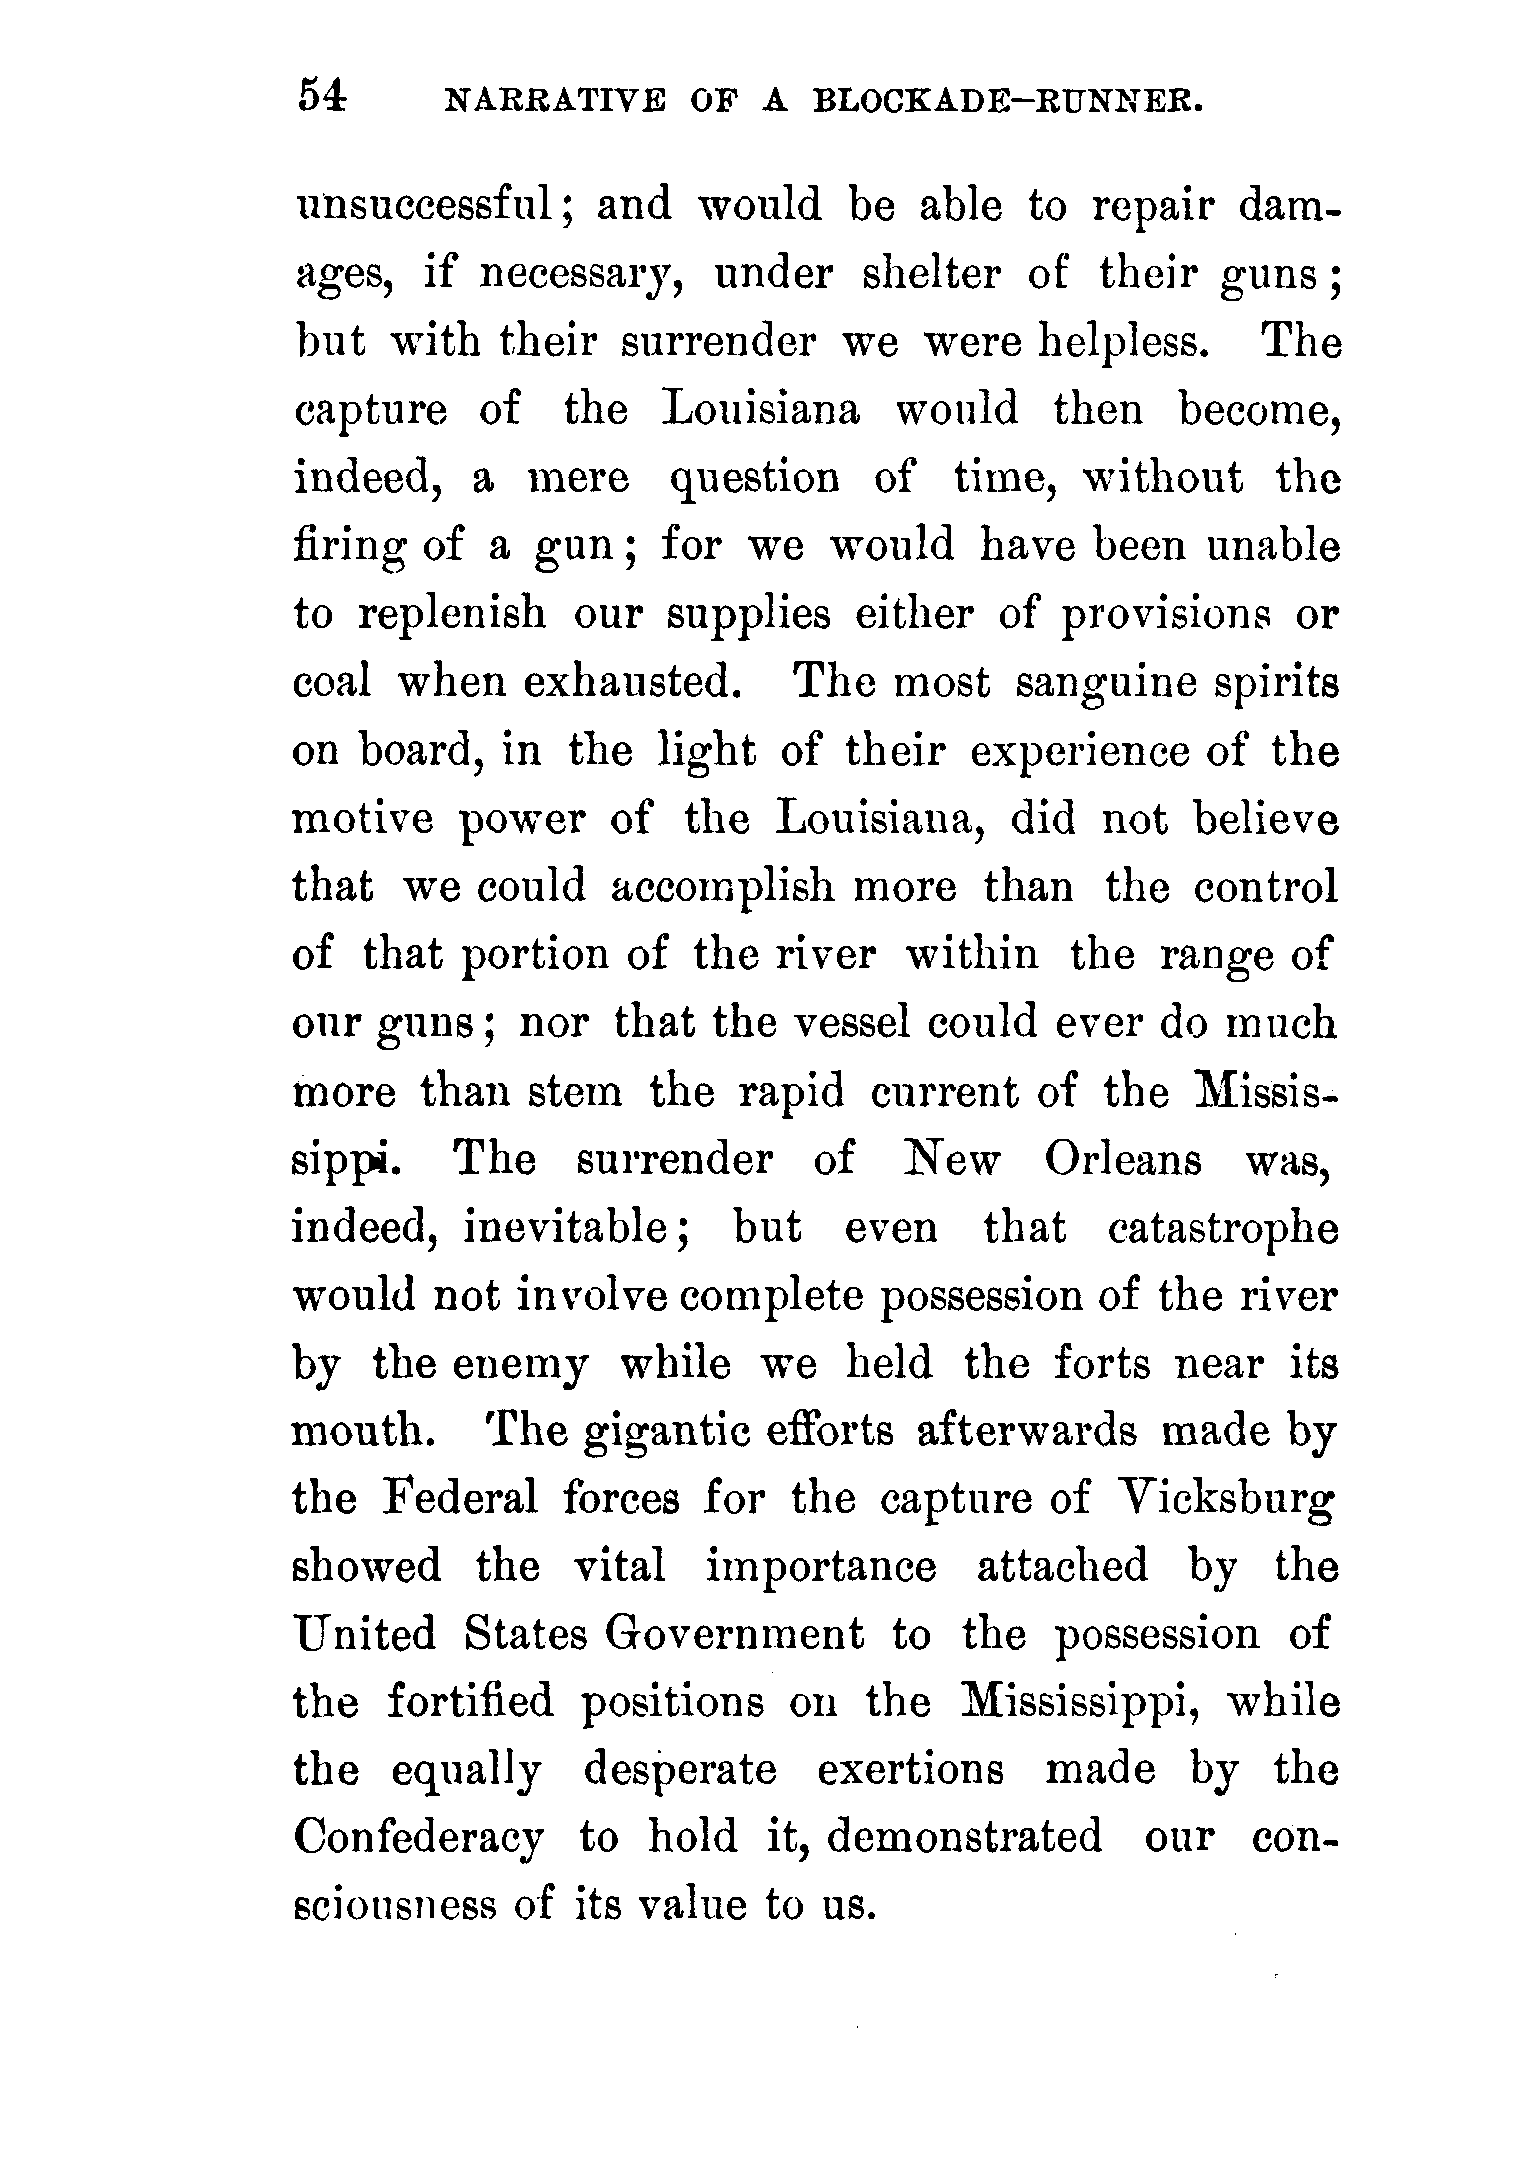 54 NARRATIVE OF A BLOCKADE-RUNNER.
unsuccessful; and would be able to repair dam-
ages, if necessary, under shelter of their guns;
but with their surrender we were helpless. The
capture of the Louisiana would then become,
indeed, a mere question of time, without the
firing of a gun; for we would have been unable
to replenish our supplies either of provisions or
coal when exhausted. The most sanguine spirits
on board, in the light of their experience of the
motive power of the Louisiana, did not believe
that we could accomplish more than the control
of that portion of the river within the range of
our guns; nor that the vessel could ever do much
more than stem the rapid current of the Missis-
sippi. The surrender of New Orleans was,
indeed, inevitable; but even that catastrophe
would not involve complete possession of the river
by the enemy while we held the forts near its
mouth. The gigantic efforts afterwards made by
the Federal forces for the capture of Vicksburg
showed the vital importance attached by the
United States Government to the possession of
the fortified positions on the Mississippi, while
the equally desperate exertions made by the
Confederacy to hold it, demonstrated our con-
sciousness of its value to us.